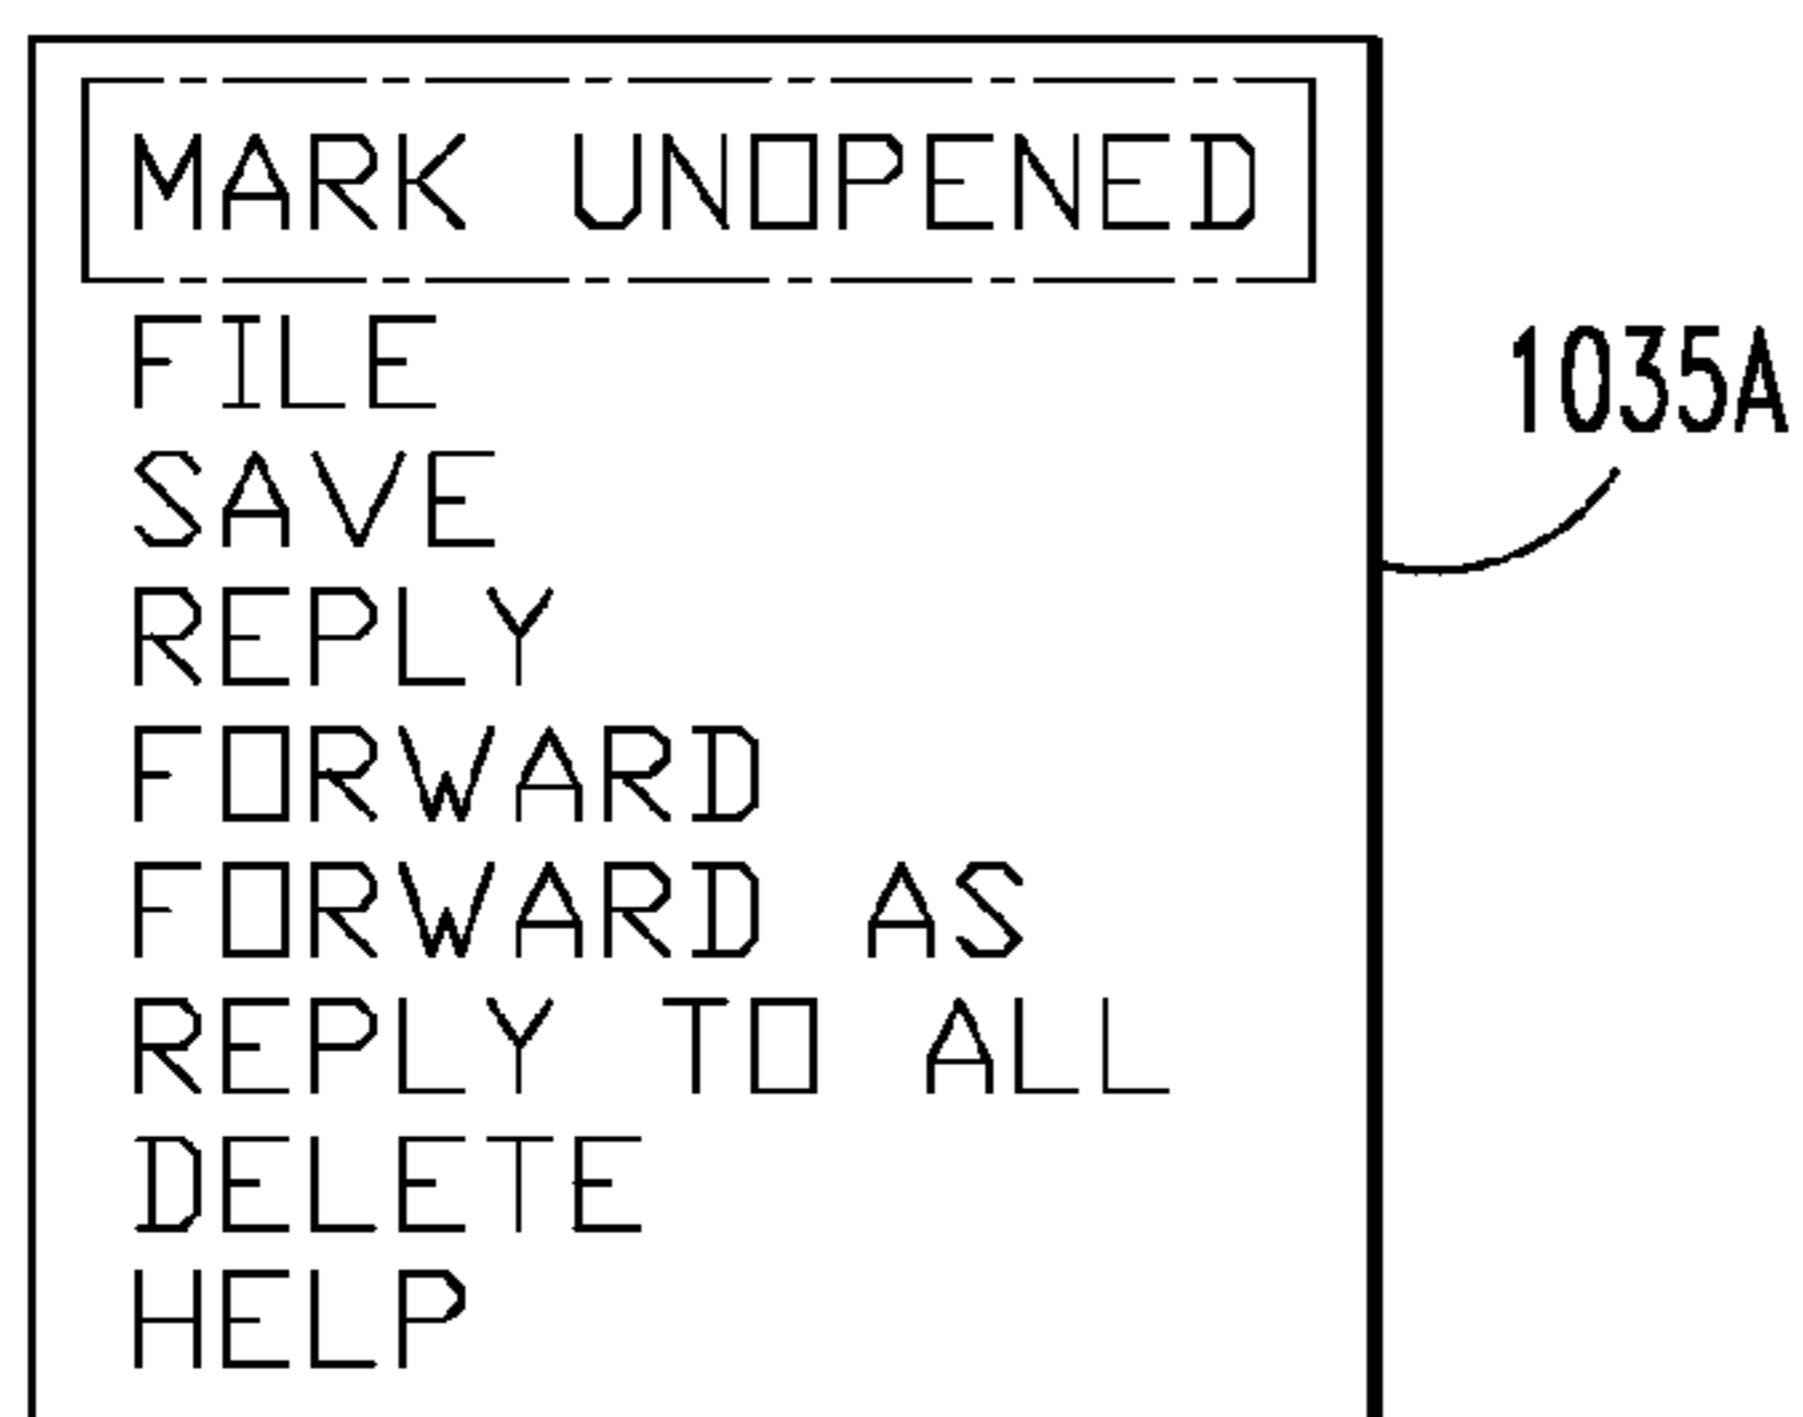 MARK UNOPENED
FILE
SAVE
REPLY
FORWARD
FORWARD AS
REPLY TO ALL
DELETE
HELP
1035A